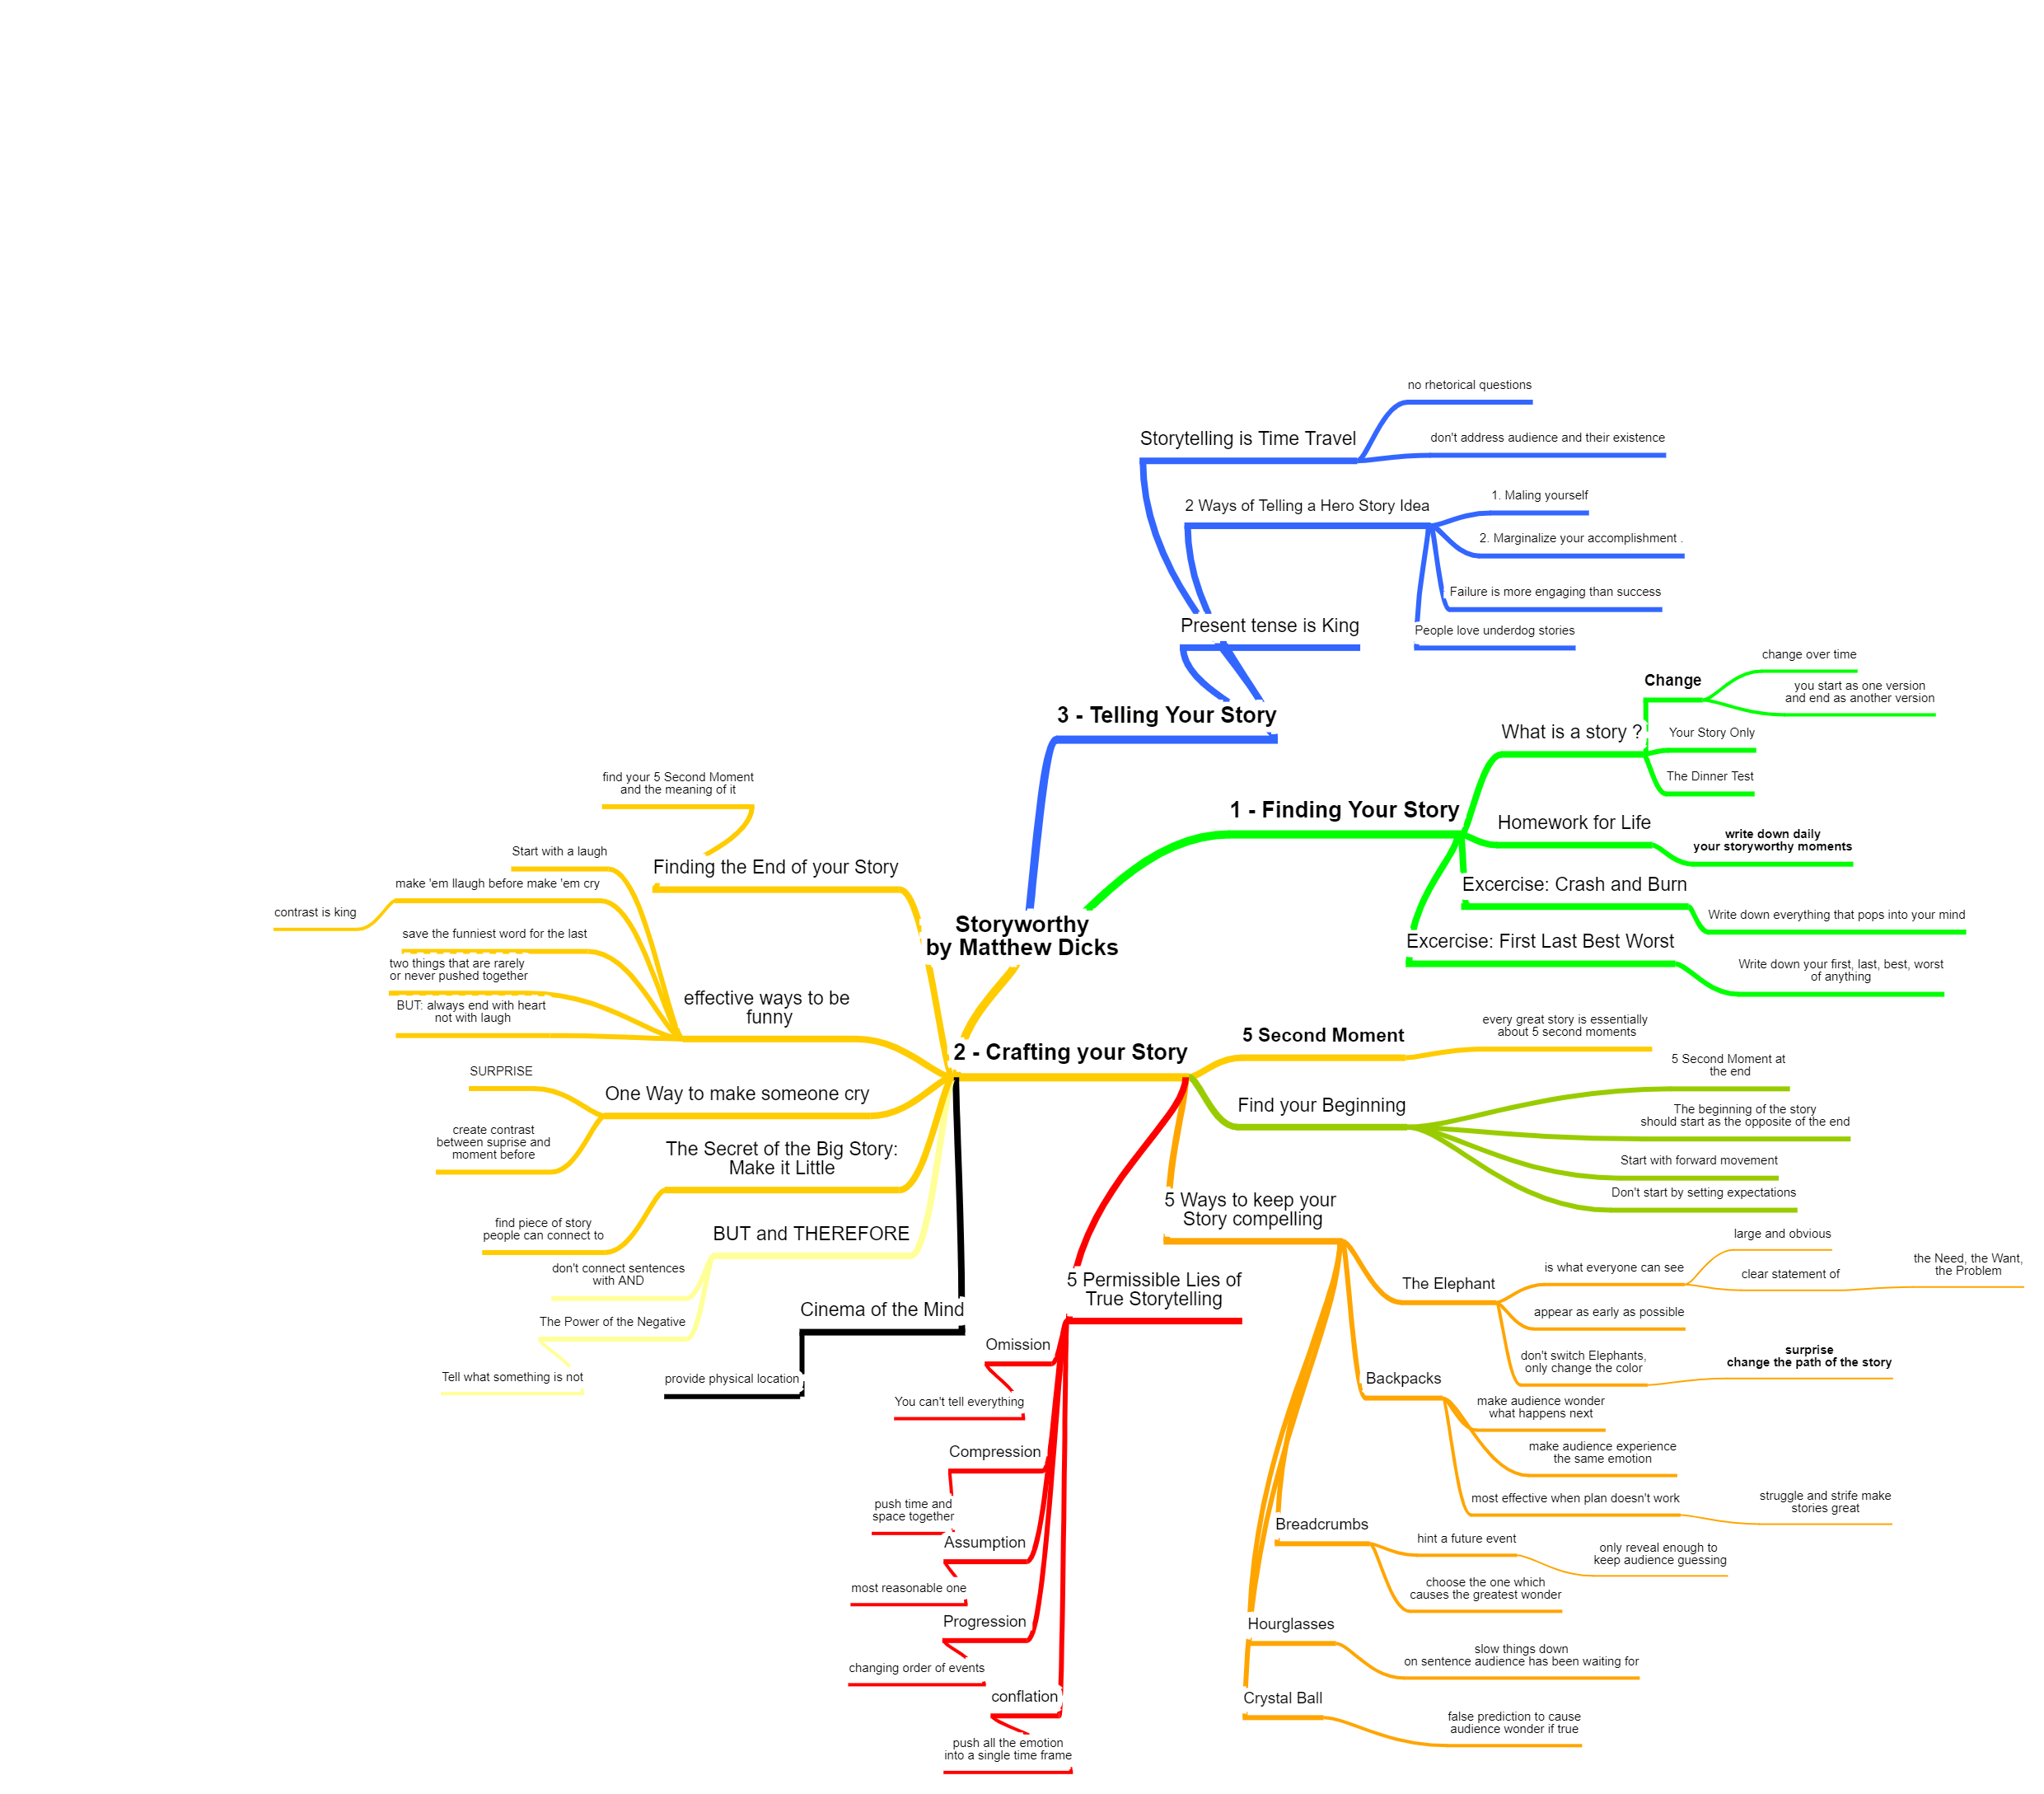 Storyworthy
by Matthew Dicks
1 - Finding Your Story
What is a story ?
Change
change over time
you start as one version
and end as another version
Your Story Only
The Dinner Test
Homework for Life
write down daily
your storyworthy moments
Excercise: Crash and Burn
Write down everything that pops into your mind
Excercise: First Last Best Worst
Write down your first, last, best, worst
of anything
2 - Crafting your Story
5 Second Moment
every great story is essentially
about 5 second moments
Find your Beginning
5 Second Moment at
the end
The beginning of the story
should start as the opposite of the end
Start with forward movement
Don't start by setting expectations
5 Ways to keep your
Story compelling
The Elephant
is what everyone can see
large and obvious
clear statement of
the Need, the Want,
the Problem
appear as early as possible
don't switch Elephants,
only change the color
surprise
change the path of the story
Backpacks
make audience wonder
what happens next
make audience experience
the same emotion
most effective when plan doesn't work
struggle and strife make
stories great
Breadcrumbs
hint a future event
only reveal enough to
keep audience guessing
choose the one which
causes the greatest wonder
Hourglasses
slow things down
on sentence audience has been waiting for
Crystal Ball
false prediction to cause
audience wonder if true
5 Permissible Lies of
True Storytelling
Omission
You can't tell everything
Compression
push time and
space together
Assumption
most reasonable one
Progression
changing order of events
conflation
push all the emotion
into a single time frame
Cinema of the Mind
provide physical location
BUT and THEREFORE
don't connect sentences
with AND
The Power of the Negative
Tell what something is not
The Secret of the Big Story:
Make it Little
find piece of story
people can connect to
One Way to make someone cry
SURPRISE
create contrast
between suprise and
moment before
effective ways to be
funny
Start with a laugh
make 'em llaugh before make 'em cry
contrast is king
save the funniest word for the last
two things that are rarely
or never pushed together
BUT: always end with heart
not with laugh
Finding the End of your Story
find your 5 Second Moment
and the meaning of it
3 - Telling Your Story
Storytelling is Time Travel
no rhetorical questions
don't address audience and their existence
2 Ways of Telling a Hero Story Idea
1. Maling yourself
2. Marginalize your accomplishment .
Failure is more engaging than success
People love underdog stories
Present tense is King